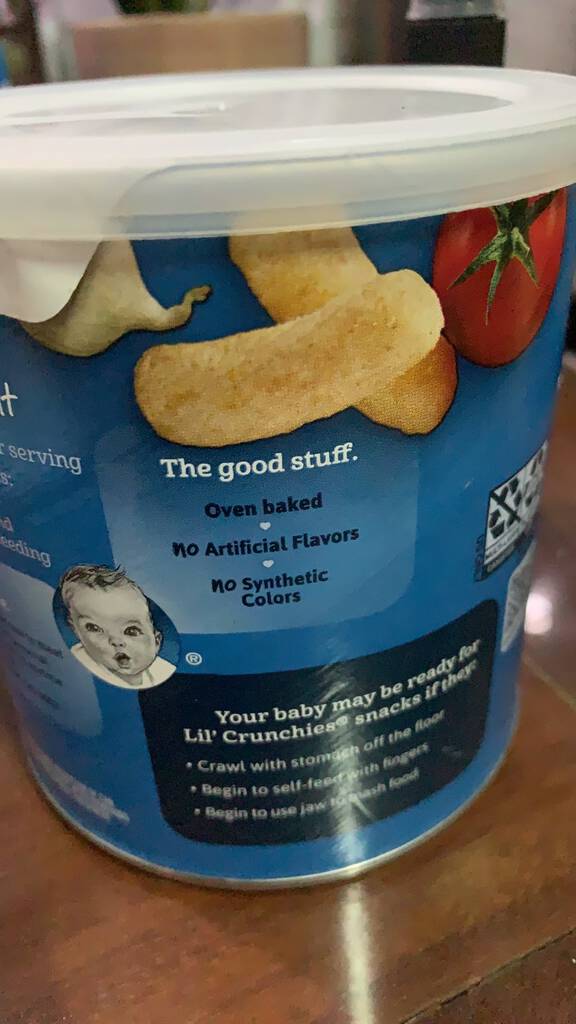 serving
eeding
The good stuff.
Oven baked
No Artificial Flavors
No Synthetic
Colors
®
Your baby may be ready for
Lil' Crunchies® snacks if they:
• Crawl with stomach off the floor
• Begin to self-feed with fingers
• Begin to use jaw to mash food